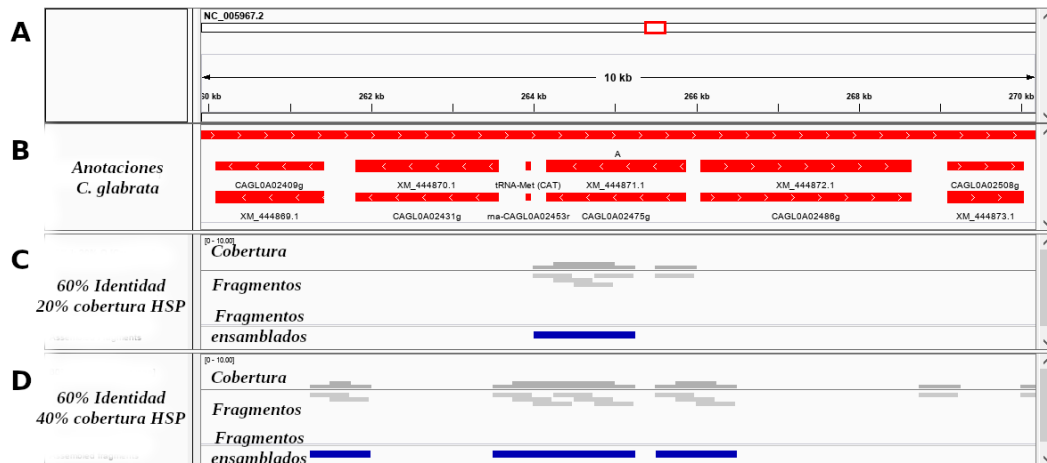 A
NC_005967.2
10 kb
60 kb 262 kb 264 kb 266 kb 268 kb 270 kb
B
Anotaciones
C. glabrata
A
CAGL0A02409g XM_444870.1 tRNA-Met (CAT) XM_444871.1 XM_444872.1 CAGL0A02508g
XM_444869.1 CAGL0A02431g rna-CAGL0A02453r CAGL0A02475g CAGL0A02486g XM_444873.1
C
60% Identidad
20% cobertura HSP
[0 - 10.00]
Cobertura
Fragmentos
Fragmentos
ensamblados
D
60% Identidad
40% cobertura HSP
[0 - 10.00]
Cobertura
Fragmentos
Fragmentos
ensamblados